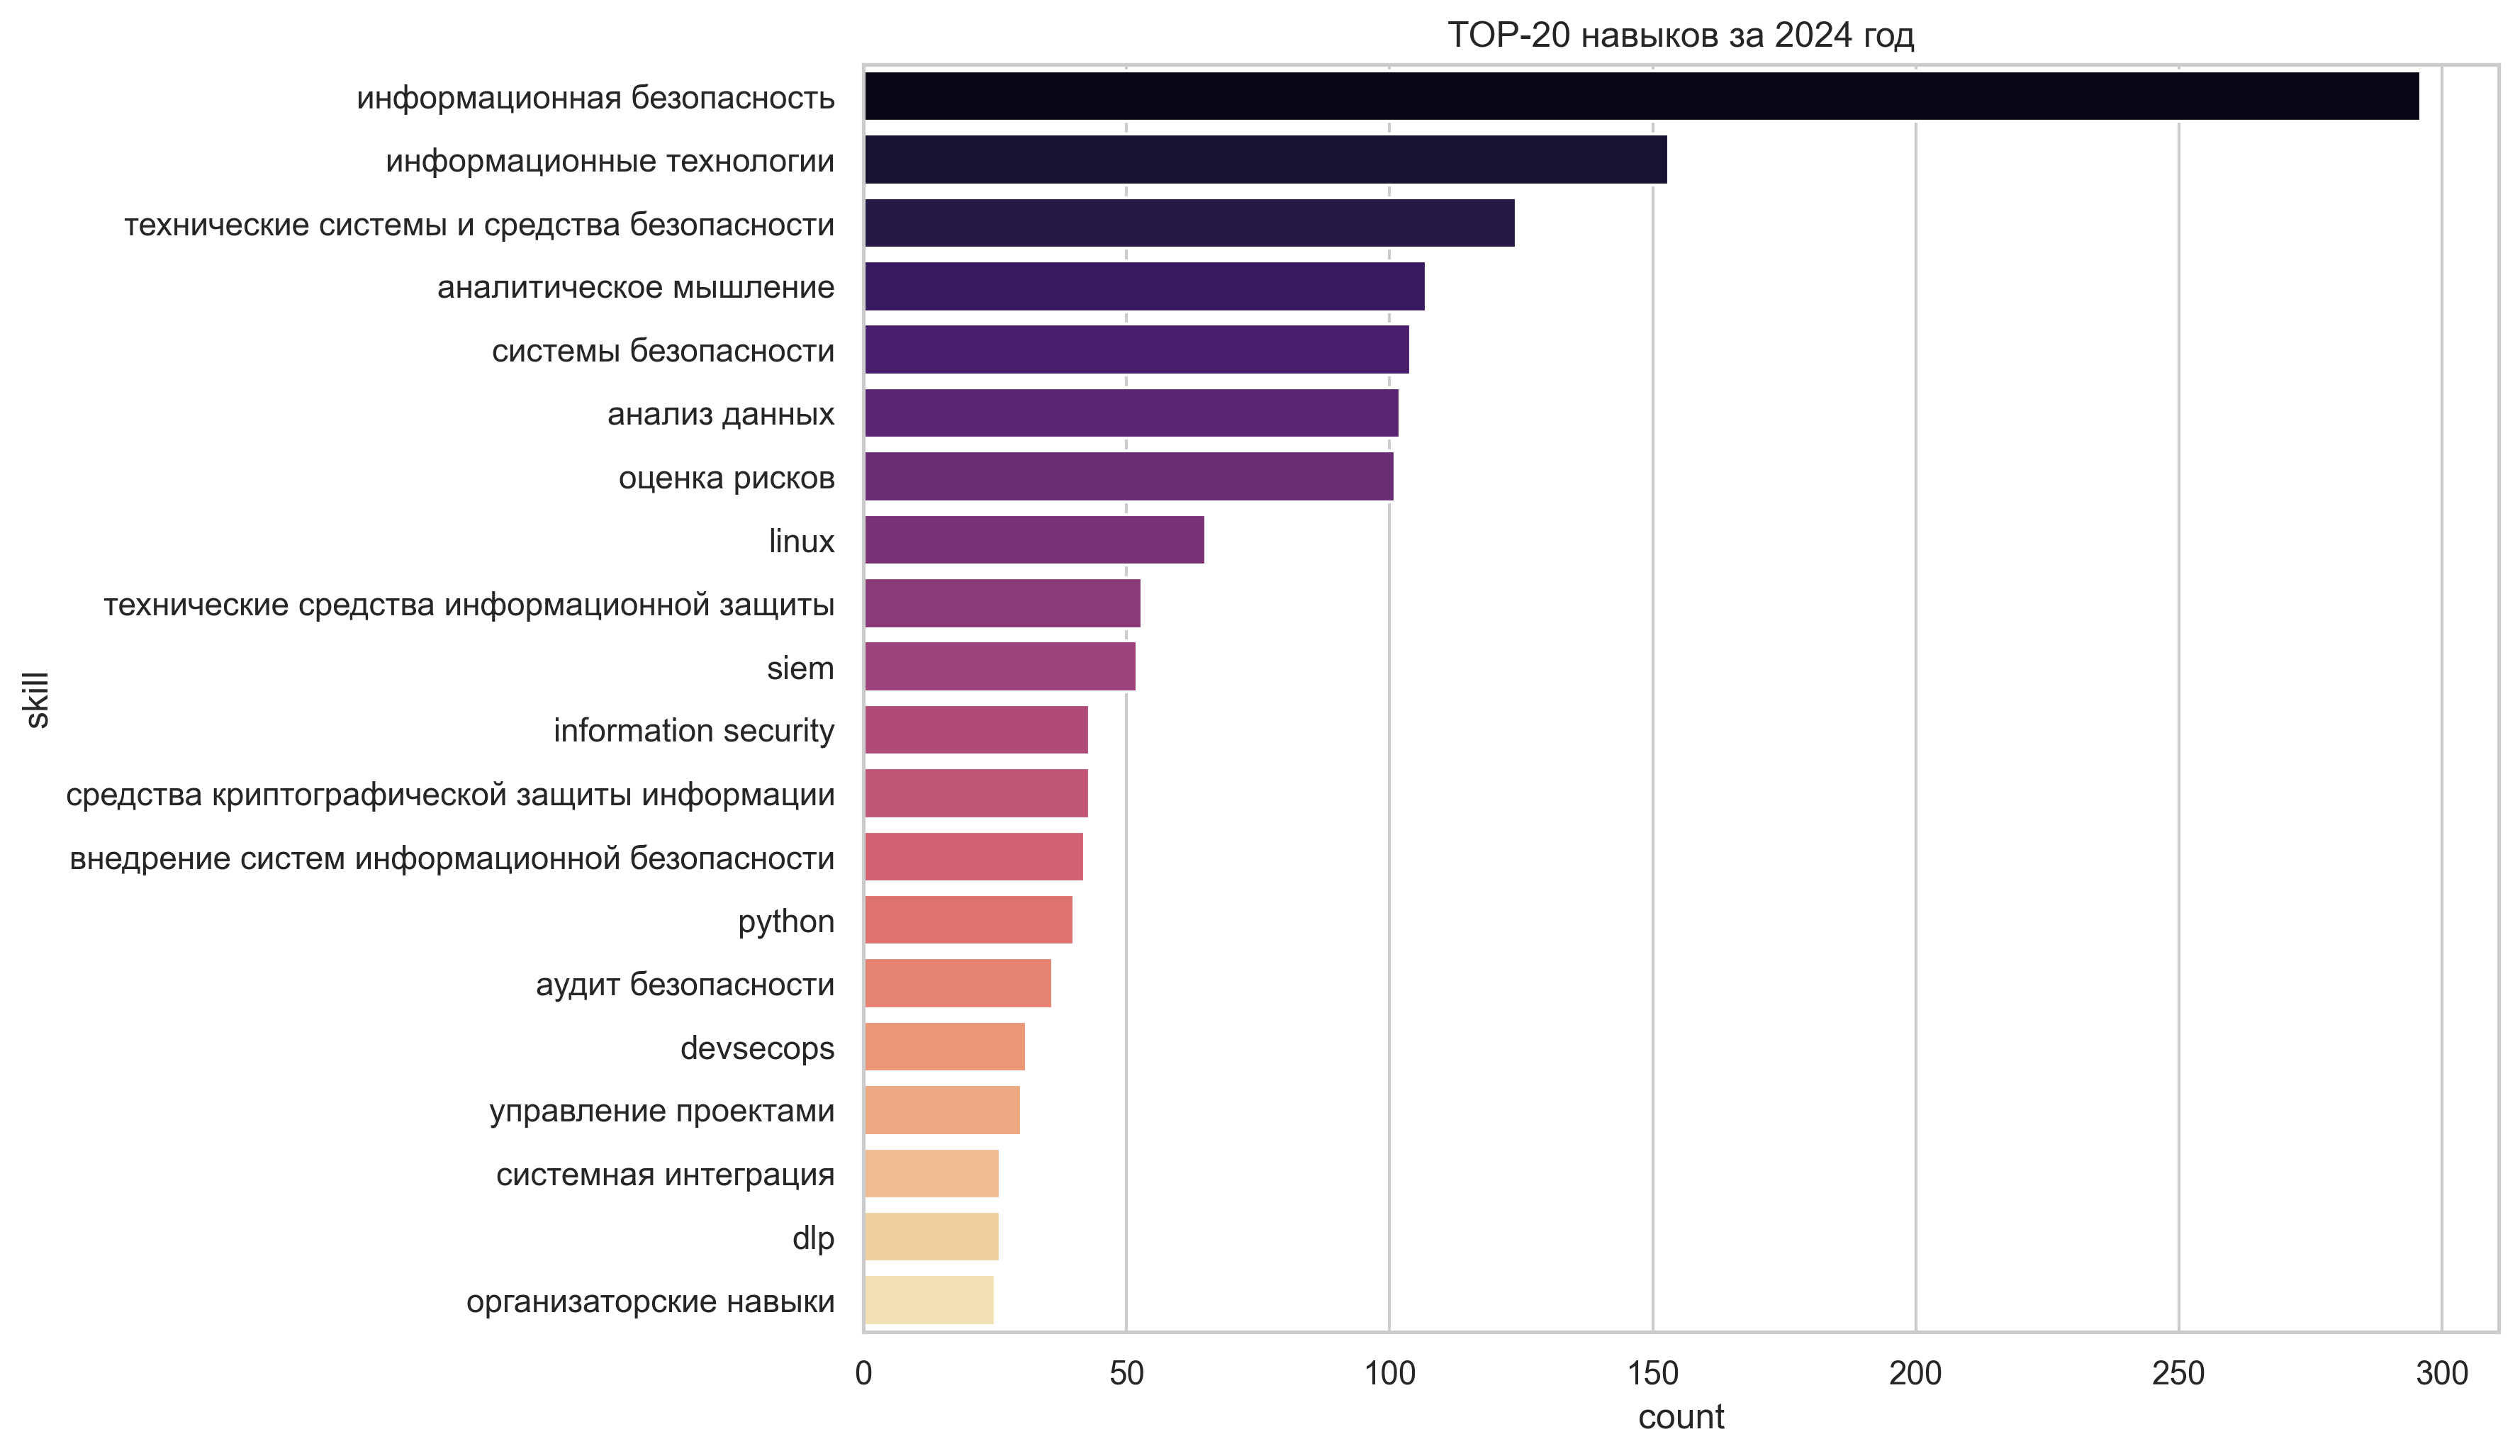 TOP-20 навыков за 2024 год
информационная безопасность
информационные технологии
технические системы и средства безопасности
аналитическое мышление
системы безопасности
анализ данных
оценка рисков
linux
технические средства информационной защиты
siem
information security
средства криптографической защиты информации
внедрение систем информационной безопасности
python
аудит безопасности
devsecops
управление проектами
системная интеграция
dlp
организаторские навыки
skill
0 50 100 150 200 250 300
count